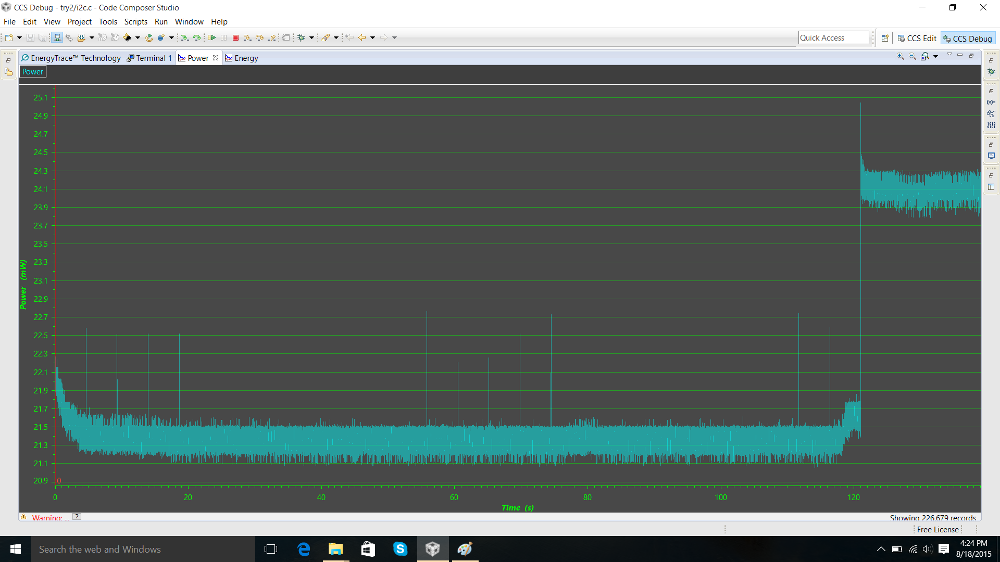 CCS Debug - try2/i2c.c - Code Composer Studio
File Edit View Project Tools Scripts Run Window Help
Quick Access
CCS Edit
CCS Debug
EnergyTrace™ Technology
Terminal 1
Power
Energy
Power
25.1
24.9
24.7
24.5
24.3
24.1
23.9
23.7
23.5
23.3
23.1
22.9
22.7
22.5
22.3
22.1
21.9
21.7
21.5
21.3
21.1
20.9
Power (mW)
0
0 20 40 60 80 100 120
Time (s)
Warning: ...
?
Showing 226,679 records
Free License
Search the web and Windows
4:24 PM
8/18/2015
(x)=
1010
0101